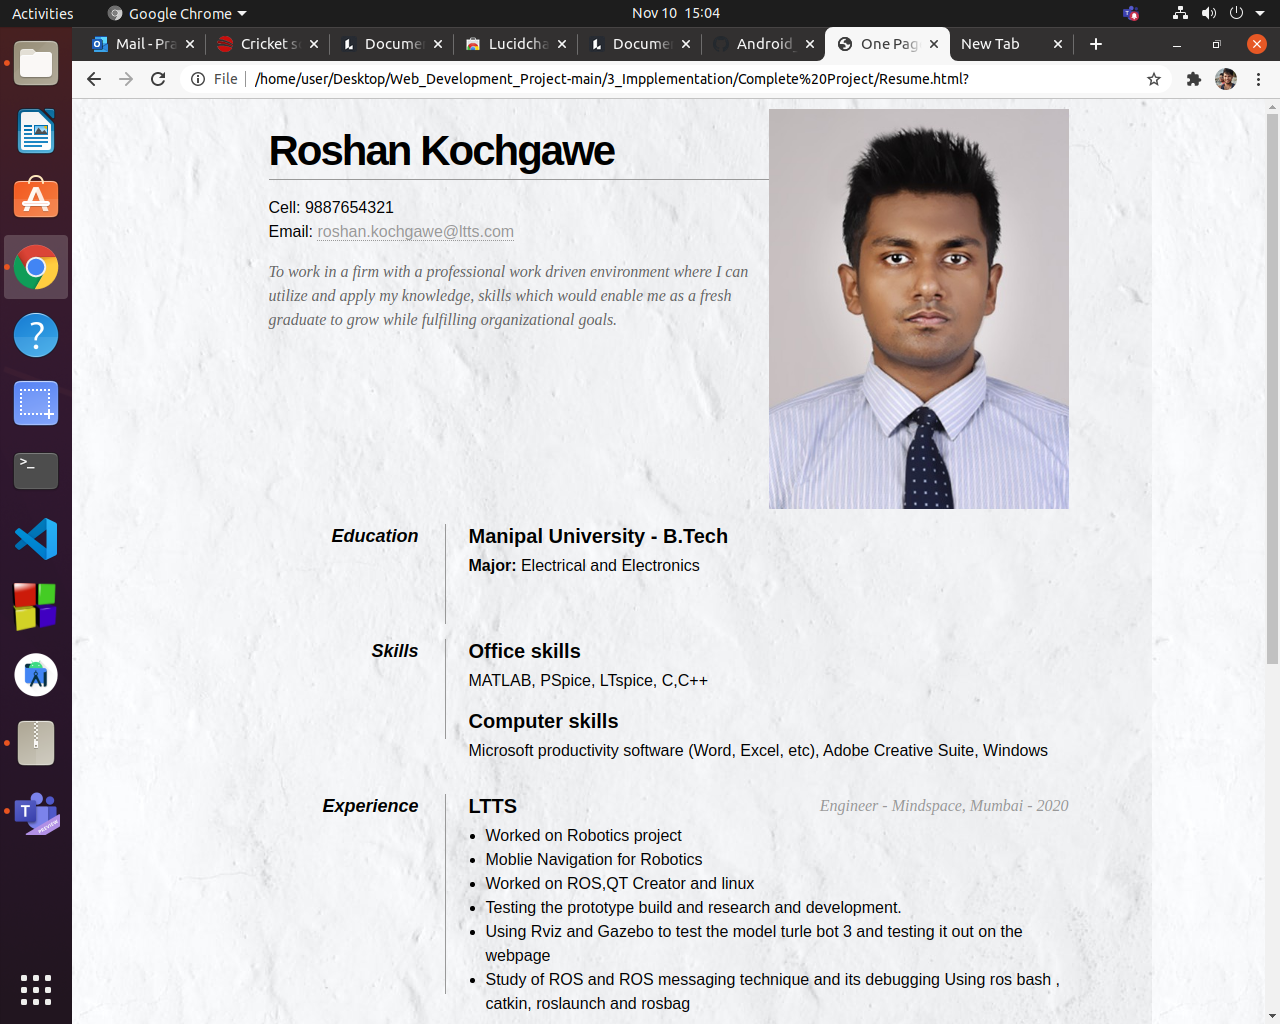 Activities
Google Chrome
Nov 10 15:04
Mail - Pra
Cricket sc
Documen
Lucidcha
Documen
Android_
One Pag
New Tab
File
/home/user/Desktop/Web_Development_Project-main/3_Impplementation/Complete%20Project/Resume.html?
Roshan Kochgawe
Cell: 9887654321
Email: roshan.kochgawe@ltts.com
To work in a firm with a professional work driven environment where I can
utilize and apply my knowledge, skills which would enable me as a fresh
graduate to grow while fulfilling organizational goals.
Education
Manipal University - B.Tech
Major: Electrical and Electronics
Skills
Office skills
MATLAB, PSpice, LTspice, C,C++
Computer skills
Microsoft productivity software (Word, Excel, etc), Adobe Creative Suite, Windows
Experience
LTTS
Engineer - Mindspace, Mumbai - 2020
Worked on Robotics project
Moblie Navigation for Robotics
Worked on ROS,QT Creator and linux
Testing the prototype build and research and development.
Using Rviz and Gazebo to test the model turle bot 3 and testing it out on the
webpage
Study of ROS and ROS messaging technique and its debugging Using ros bash ,
catkin, roslaunch and rosbag